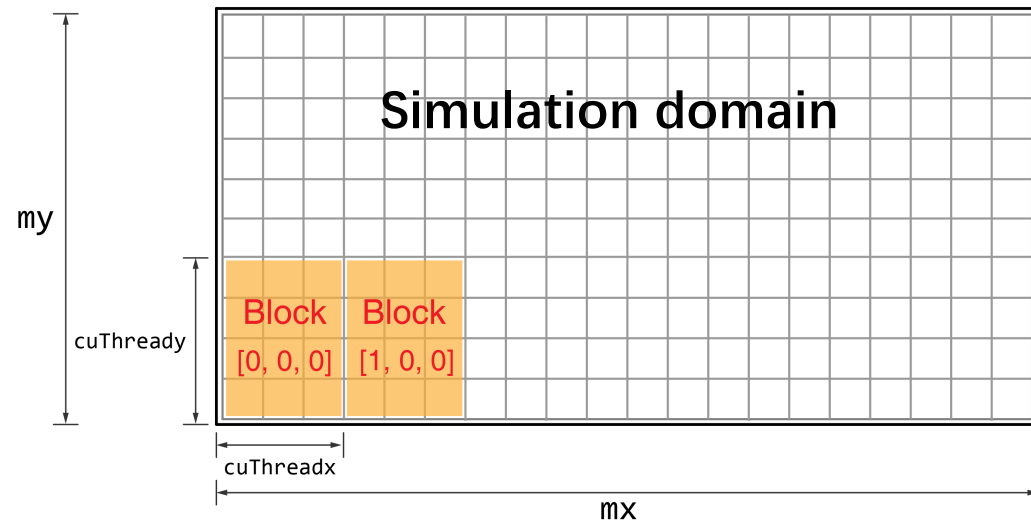 Simulation domain
my
Block
[0, 0, 0]
Block
[1, 0, 0]
cuThready
cuThreadx
mx